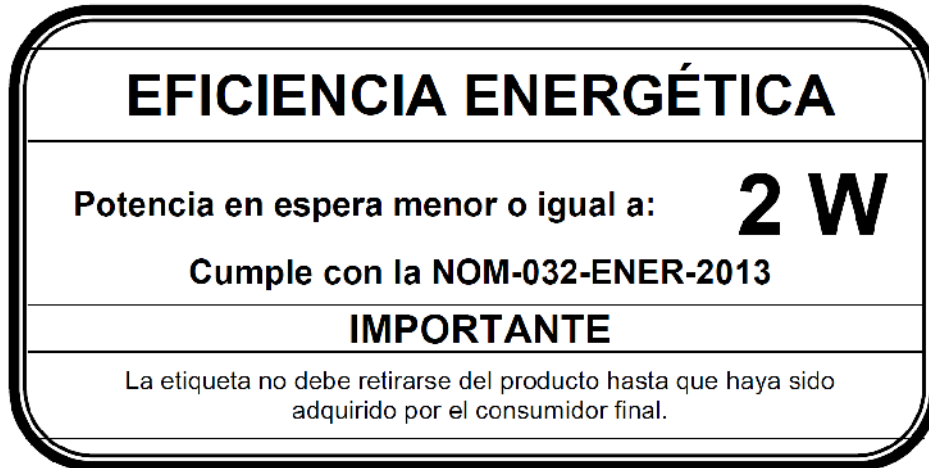 EFICIENCIA ENERGÉTICA
Potencia en espera menor o igual a: 2 W
Cumple con la NOM-032-ENER-2013
IMPORTANTE
La etiqueta no debe retirarse del producto hasta que haya sido
adquirido por el consumidor final.